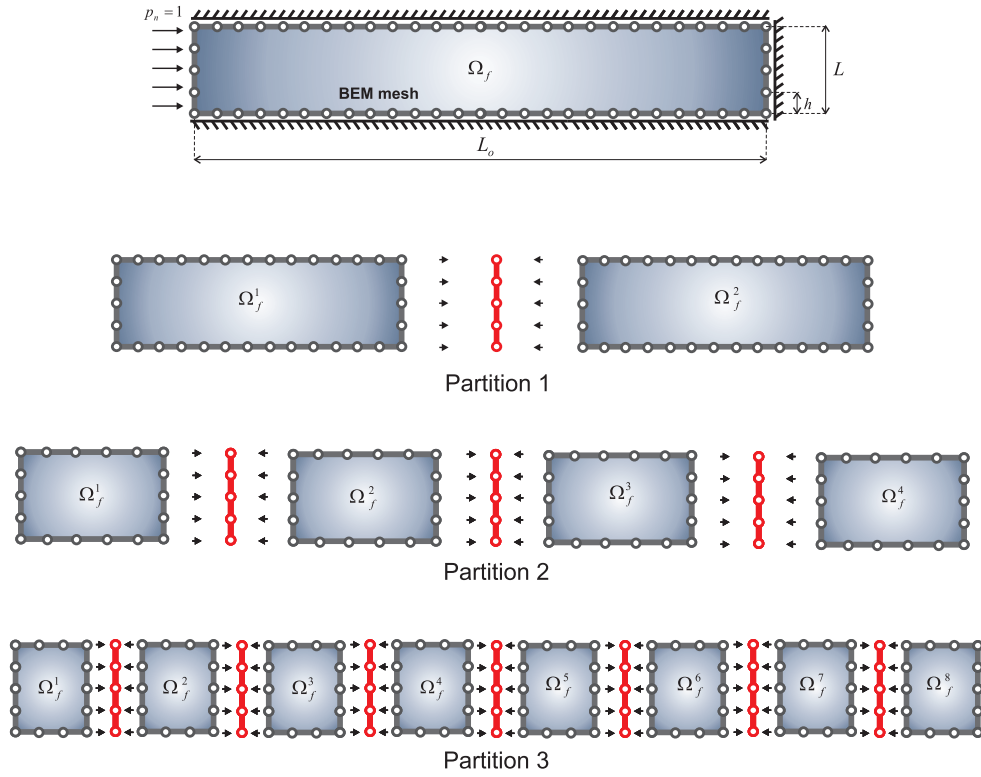 p_n = 1
Ω_f
L
BEM mesh
h
L_o
Ω_f^1
Ω_f^2
Partition 1
Ω_f^1
Ω_f^2
Ω_f^3
Ω_f^4
Partition 2
Ω_f^1
Ω_f^2
Ω_f^3
Ω_f^4
Ω_f^5
Ω_f^6
Ω_f^7
Ω_f^8
Partition 3